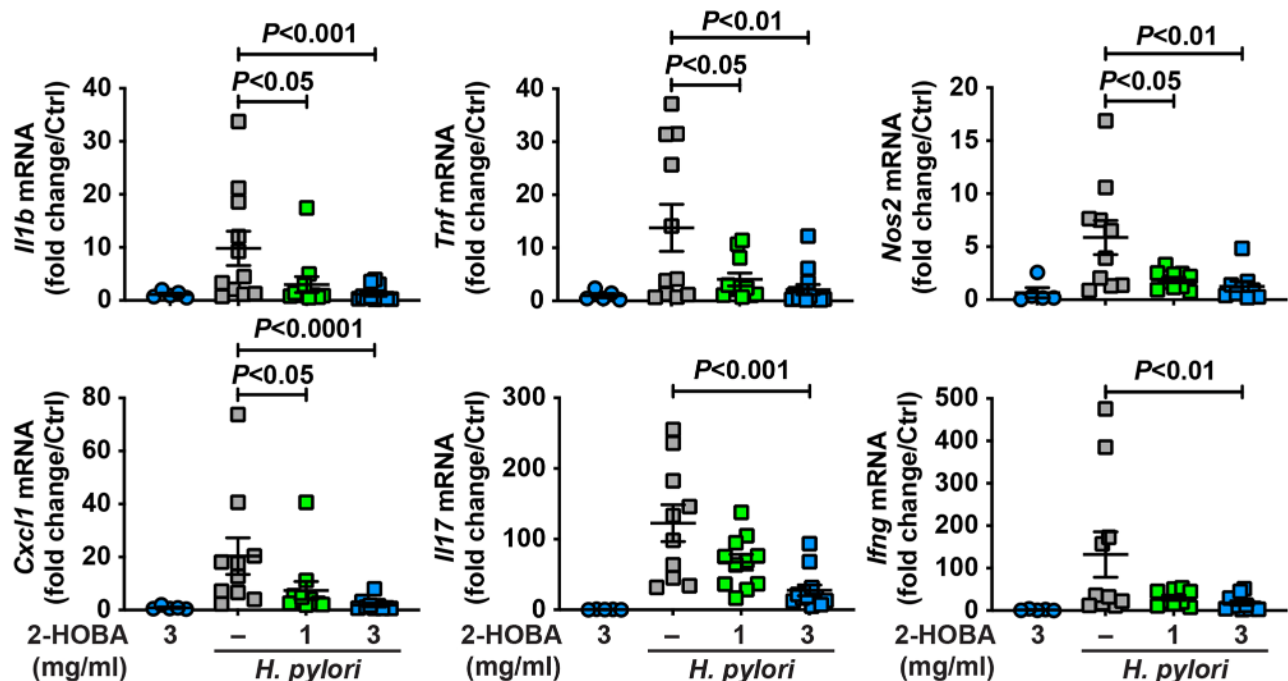 P<0.001
P<0.05
Il1b mRNA
(fold change/Ctrl)
40
30
20
10
0
P<0.01
P<0.05
Tnf mRNA
(fold change/Ctrl)
40
30
20
10
0
P<0.01
P<0.05
Nos2 mRNA
(fold change/Ctrl)
20
15
10
5
0
P<0.0001
P<0.05
Cxcl1 mRNA
(fold change/Ctrl)
80
60
40
20
0
P<0.001
Il17 mRNA
(fold change/Ctrl)
300
200
100
0
P<0.01
Ifng mRNA
(fold change/Ctrl)
500
400
300
200
100
0
2-HOBA 3 – 1 3
(mg/ml) H. pylori
2-HOBA 3 – 1 3
(mg/ml) H. pylori
2-HOBA 3 – 1 3
(mg/ml) H. pylori